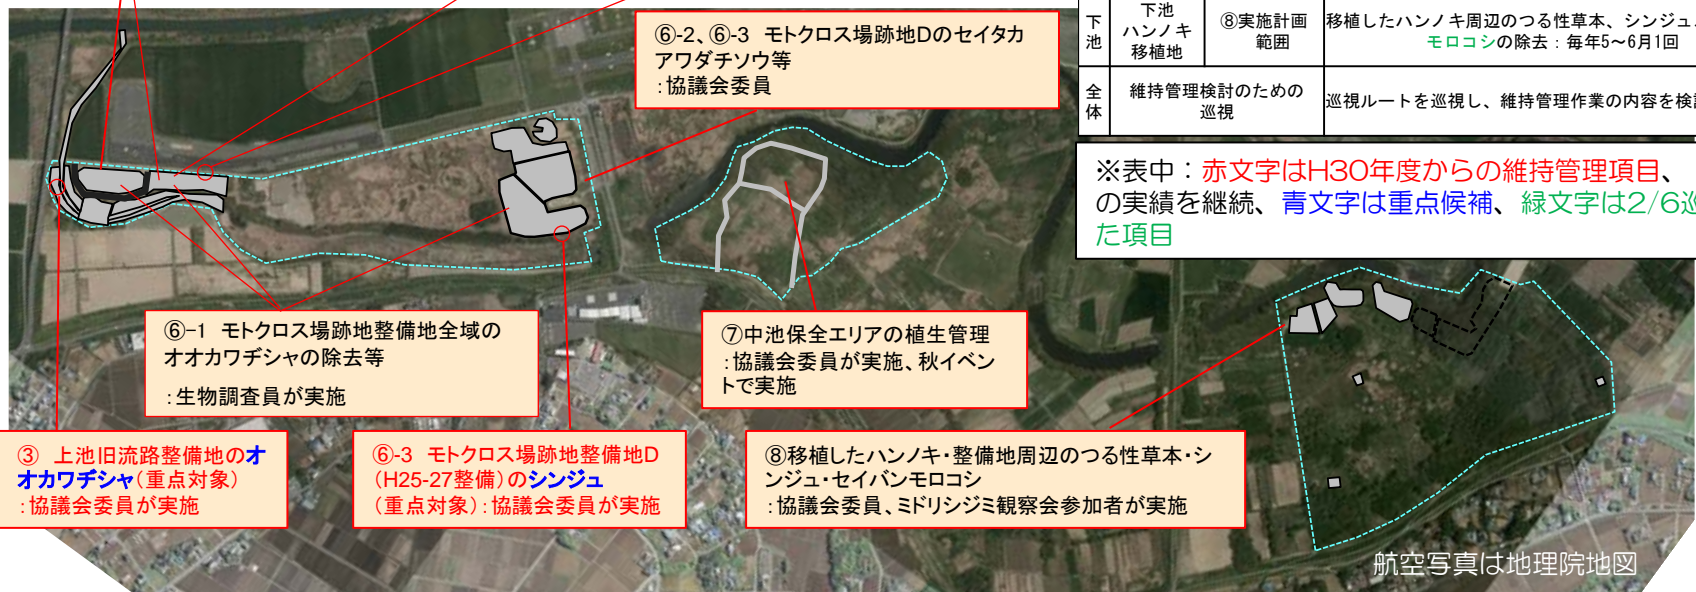 ⑥-2、⑥-3　モトクロス場跡地Dのセイタカ
アワダチソウ等
：協議会委員
下池
下池
ハンノキ
移植地
⑧実施計画
範囲
移植したハンノキ周辺のつる性草本、シンジュ
モロコシの除去：毎年5～6月1回
全体
維持管理検討のための
巡視
巡視ルートを巡視し、維持管理作業の内容を検
※表中：赤文字はH30年度からの維持管理項目、
の実績を継続、青文字は重点候補、緑文字は2/6巡
た項目
⑥-1　モトクロス場跡地整備地全域の
オオカワヂシャの除去等
：生物調査員が実施
⑦中池保全エリアの植生管理
：協議会委員が実施、秋イベン
トで実施
③　上池旧流路整備地のオ
オカワヂシャ（重点対象）
：協議会委員が実施
⑥-3　モトクロス場跡地整備地D
（H25-27整備）のシンジュ
（重点対象）：協議会委員が実施
⑧移植したハンノキ・整備地周辺のつる性草本・シ
ンジュ・セイバンモロコシ
：協議会委員、ミドリシジミ観察会参加者が実施
航空写真は地理院地図